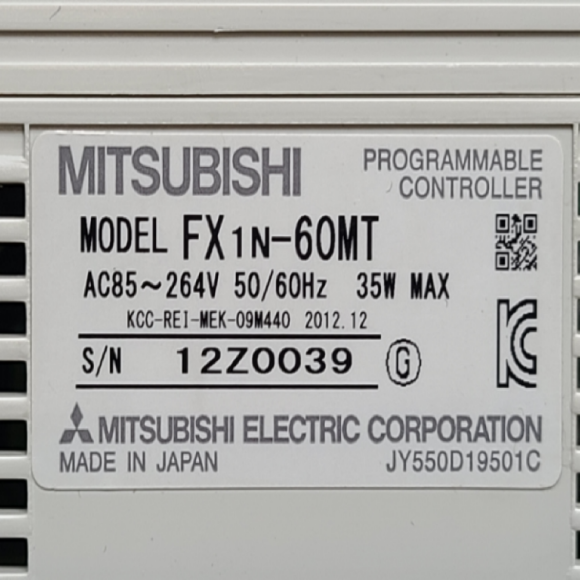 MITSUBISHI
PROGRAMMABLE
CONTROLLER
MODEL FX1N-60MT
AC85~264V 50/60Hz 35W MAX
KCC-REI-MEK-09M440 2012.12
S/N 12Z0039 G
MITSUBISHI ELECTRIC CORPORATION
MADE IN JAPAN JY550D19501C